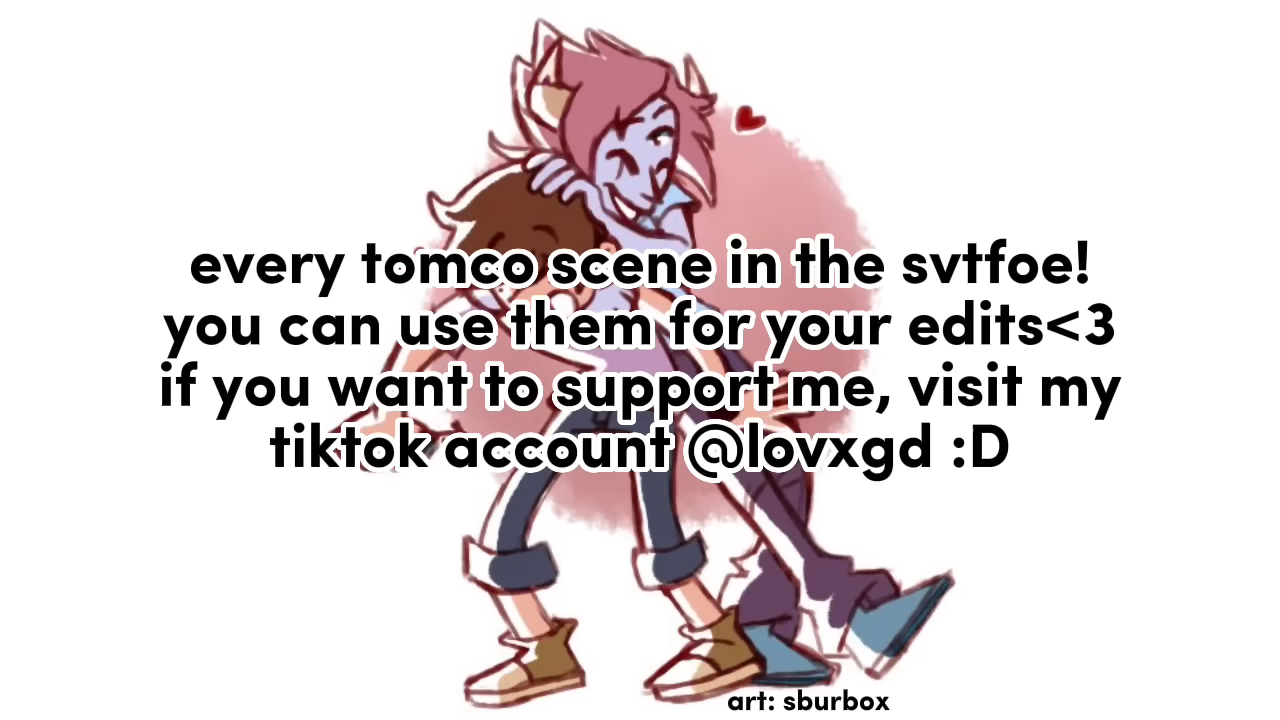 every tomco scene in the svtfoe!
you can use them for your edits<3
if you want to support me, visit my
tiktok account @lovxgd :D
art: sburbox